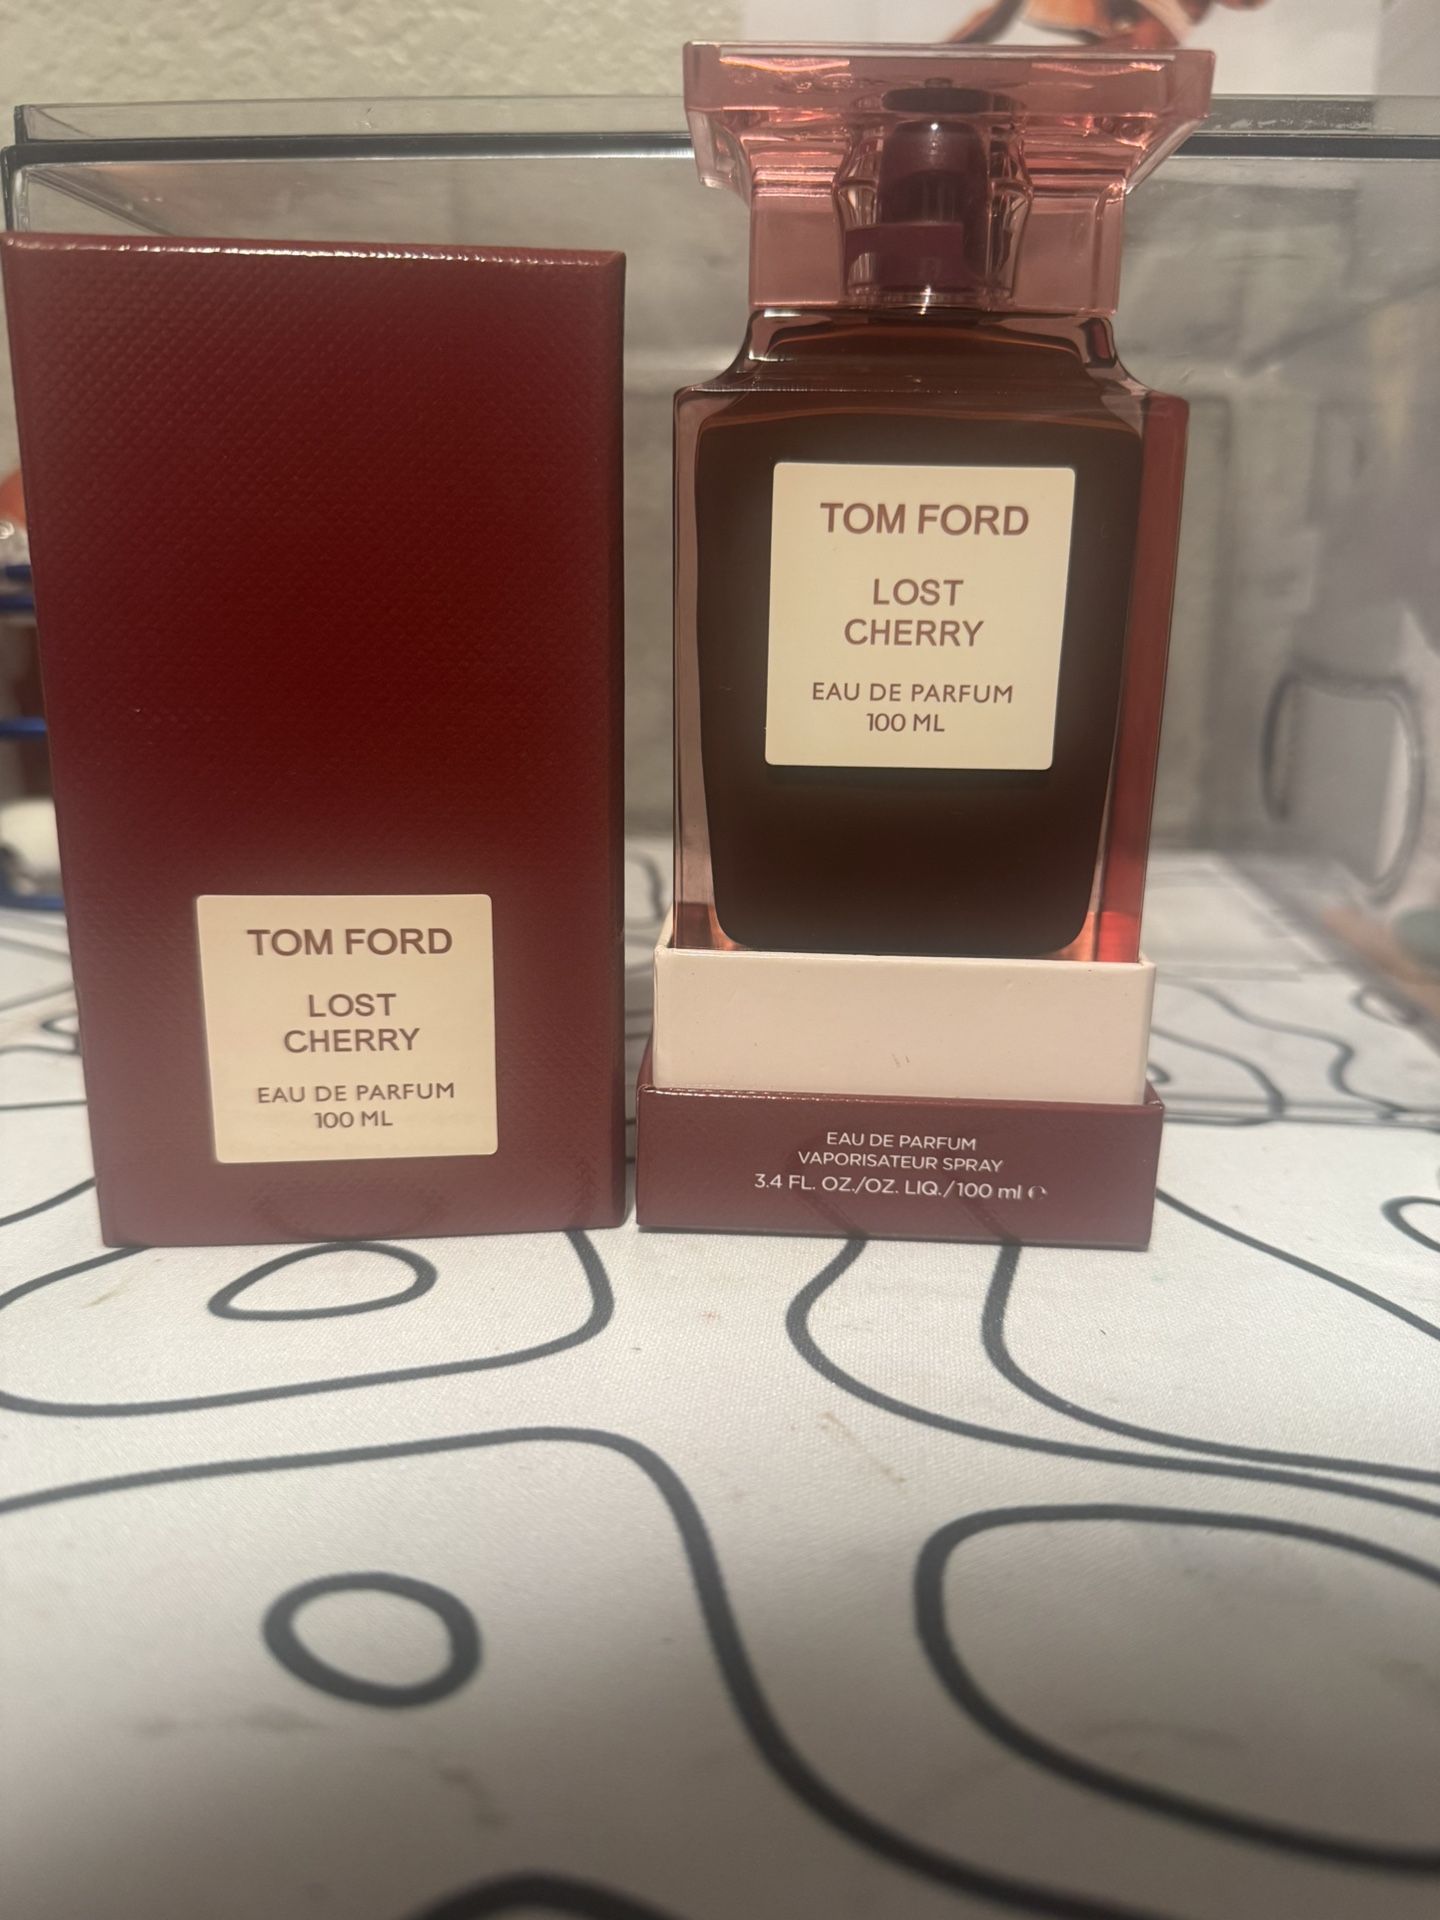 TOM FORD
LOST
CHERRY
EAU DE PARFUM
100 ML
TOM FORD
LOST
CHERRY
EAU DE PARFUM
100 ML
EAU DE PARFUM
VAPORISATEUR SPRAY
3.4 FL. OZ./OZ. LIQ./100 ml ℮